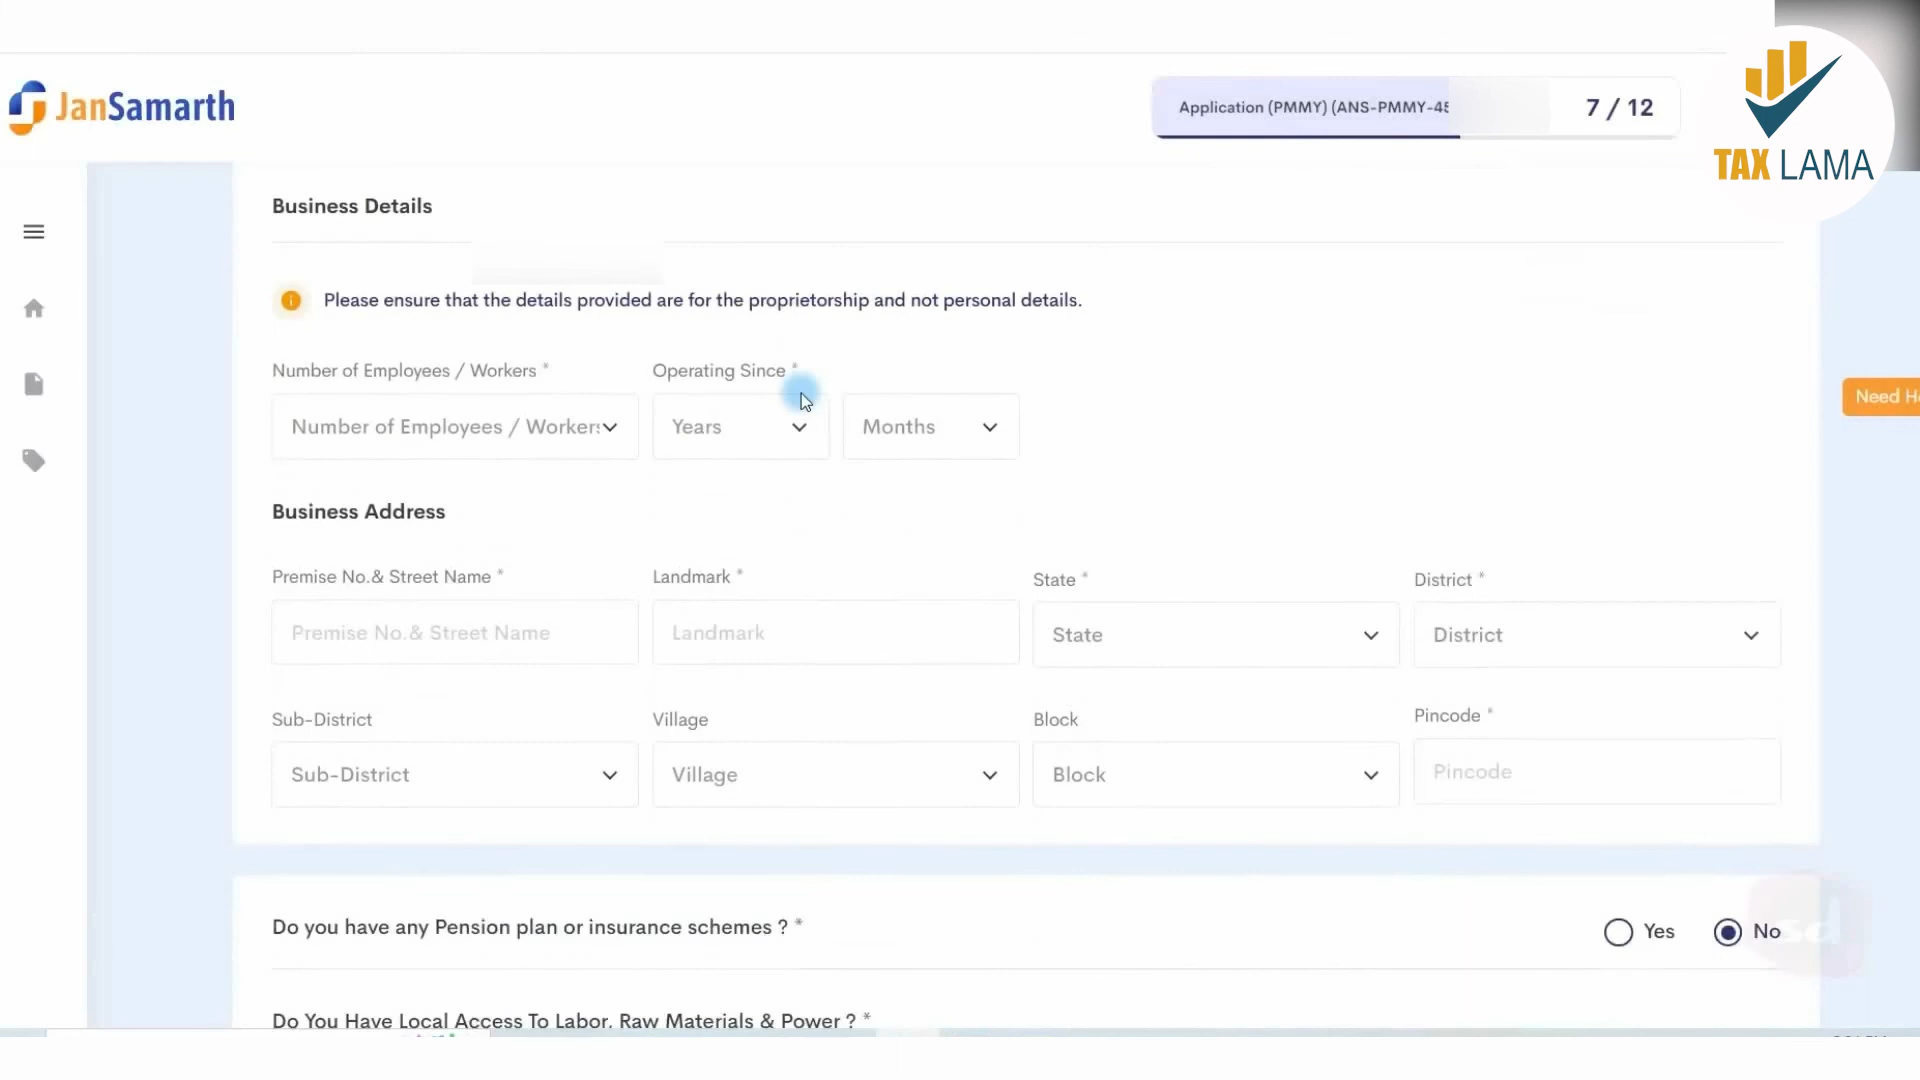 JanSamarth
Application (PMMY) (ANS-PMMY-45
7 / 12
TAX LAMA
Business Details
Please ensure that the details provided are for the proprietorship and not personal details.
Number of Employees / Workers *
Operating Since *
Number of Employees / Workers
Years
Months
Need
Business Address
Premise No.& Street Name *
Landmark *
State *
District *
Premise No.& Street Name
Landmark
State
District
Sub-District
Village
Block
Pincode *
Sub-District
Village
Block
Pincode
Do you have any Pension plan or insurance schemes ? *
Yes
No
sd
Do You Have Local Access To Labor, Raw Materials & Power ? *